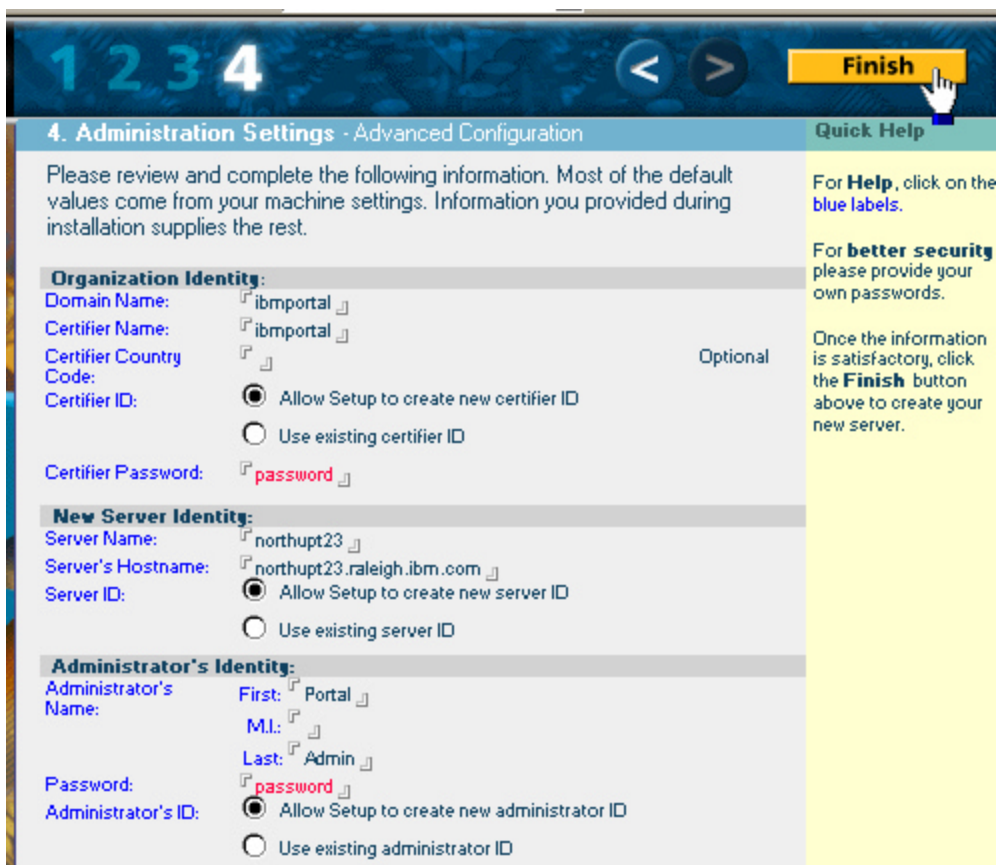 1 2 3 4
< >
Finish
4. Administration Settings - Advanced Configuration
Please review and complete the following information. Most of the default
values come from your machine settings. Information you provided during
installation supplies the rest.
Organization Identity:
Domain Name: ibmportal
Certifier Name: ibmportal
Certifier Country Optional
Code:
Certifier ID: Allow Setup to create new certifier ID
Use existing certifier ID
Certifier Password: password
New Server Identity:
Server Name: northupt23
Server's Hostname: northupt23.raleigh.ibm.com
Server ID: Allow Setup to create new server ID
Use existing server ID
Administrator's Identity:
Administrator's First: Portal
Name:
M.I.:
Last: Admin
Password: password
Administrator's ID: Allow Setup to create new administrator ID
Use existing administrator ID
Quick Help
For Help, click on the
blue labels.
For better security
please provide your
own passwords.
Once the information
is satisfactory, click
the Finish button
above to create your
new server.